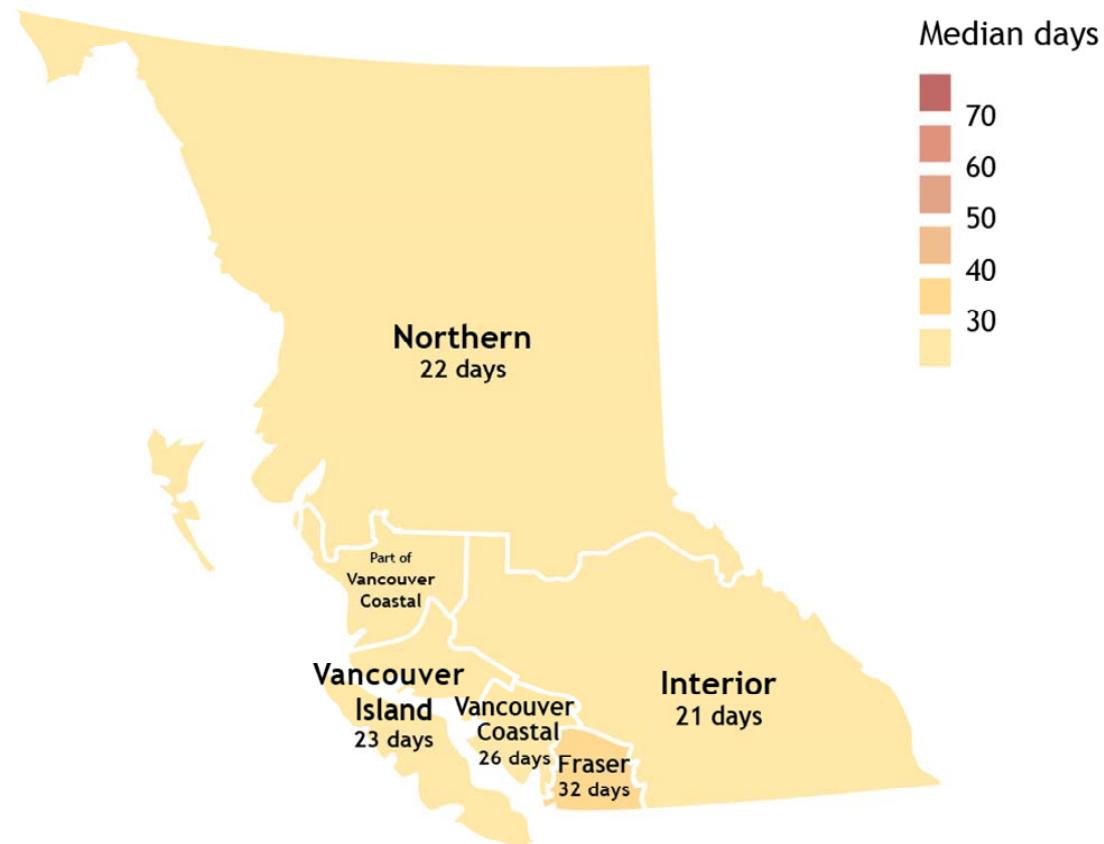 Median days
70
60
50
40
30
Northern
22 days
Part of
Vancouver
Coastal
Vancouver
Island
23 days
Vancouver
Coastal
26 days
Fraser
32 days
Interior
21 days